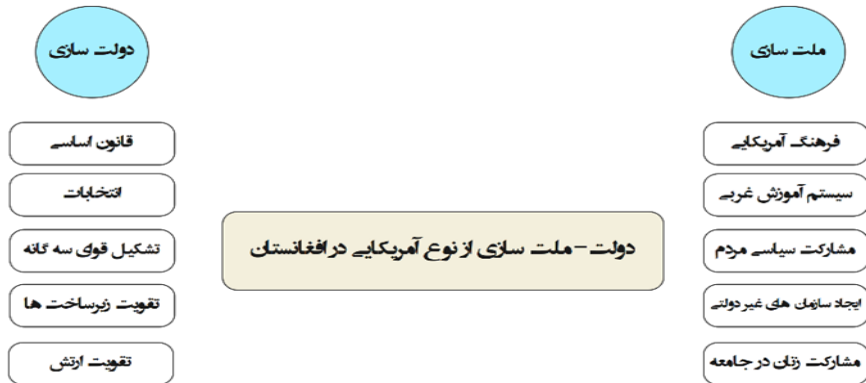 ملت سازی
دولت سازی
فرهنگ آمریکایی
قانون اساسی
سیستم آموزش غربی
انتخابات
مشارکت سیاسی مردم
تشکیل قوای سه گانه
دولت – ملت سازی از نوع آمریکایی در افغانستان
ایجاد سازمان های غیر دولتی
تقویت زیرساخت ها
مشارکت زنان در جامعه
تقویت ارتش